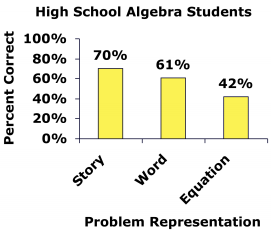 High School Algebra Students
Percent Correct
100%
80%
60%
40%
20%
0%
70%
61%
42%
Story
Word
Equation
Problem Representation